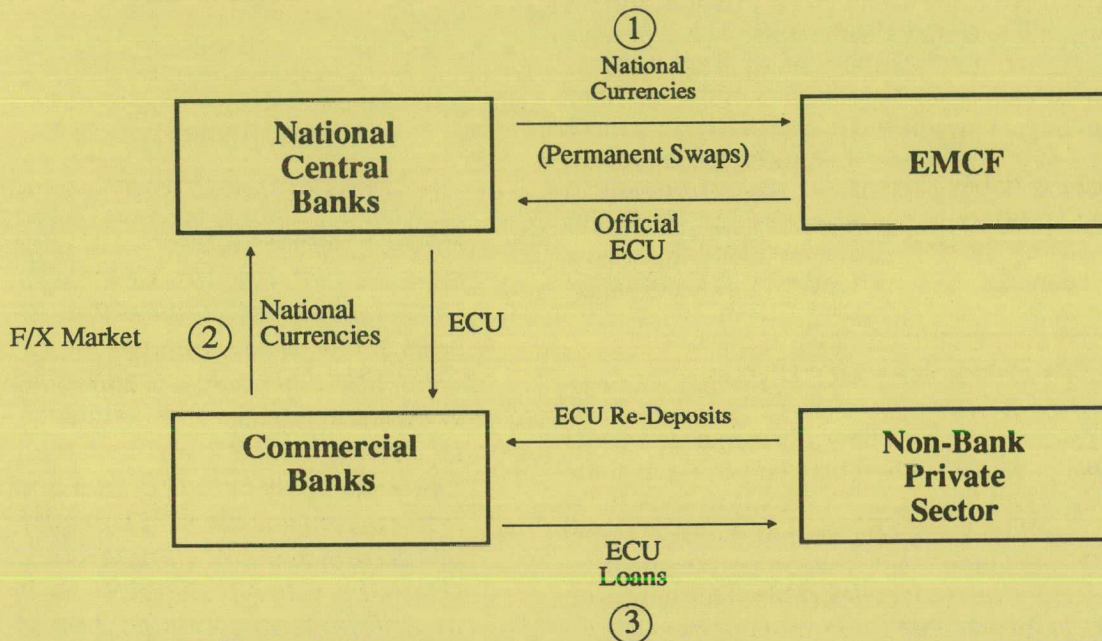 1
National
Currencies
National
Central
Banks
(Permanent Swaps)
EMCF
Official
ECU
F/X Market
2
National
Currencies
ECU
Commercial
Banks
ECU Re-Deposits
Non-Bank
Private
Sector
ECU
Loans
3